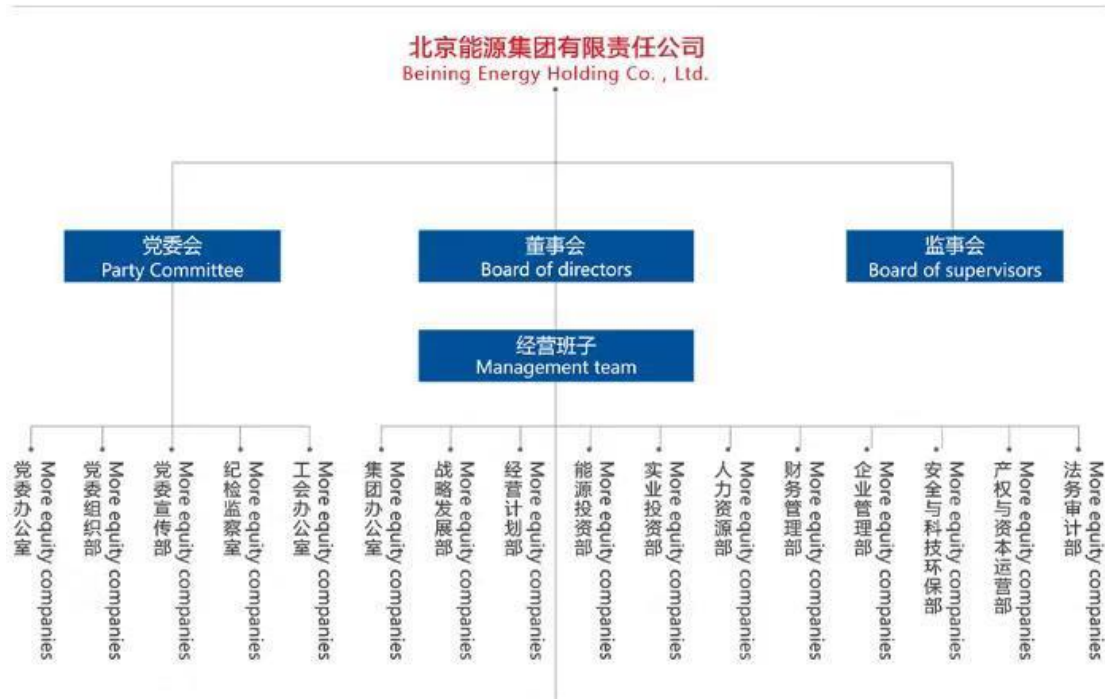 北京能源集团有限责任公司
Beining Energy Holding Co. , Ltd.
党委会
Party Committee
董事会
Board of directors
监事会
Board of supervisors
经营班子
Management team
党委办公室
More equity companies
党委组织部
More equity companies
党委宣传部
More equity companies
纪检监察室
More equity companies
工会办公室
More equity companies
集团办公室
More equity companies
战略发展部
More equity companies
经营计划部
More equity companies
能源投资部
More equity companies
实业投资部
More equity companies
人力资源部
More equity companies
财务管理部
More equity companies
企业管理部
More equity companies
安全与科技环保部
More equity companies
产权与资本运营部
More equity companies
法务审计部
More equity companies